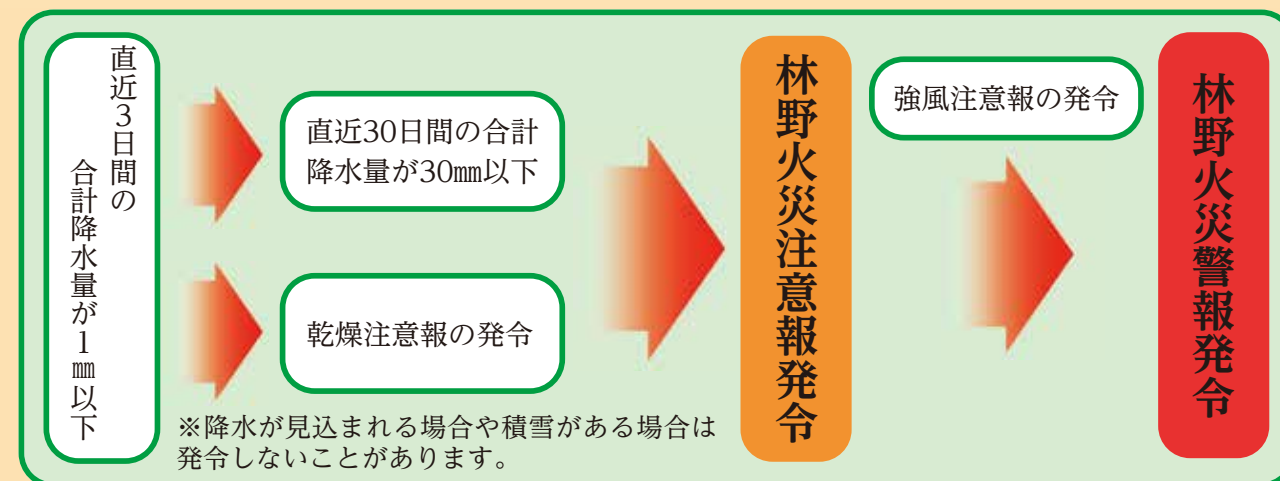 直近3日間の
合計降水量が1㎜以下
直近30日間の合計
降水量が30㎜以下
乾燥注意報の発令
※降水が見込まれる場合や積雪がある場合は
発令しないことがあります。
林野火災注意報発令
強風注意報の発令
林野火災警報発令